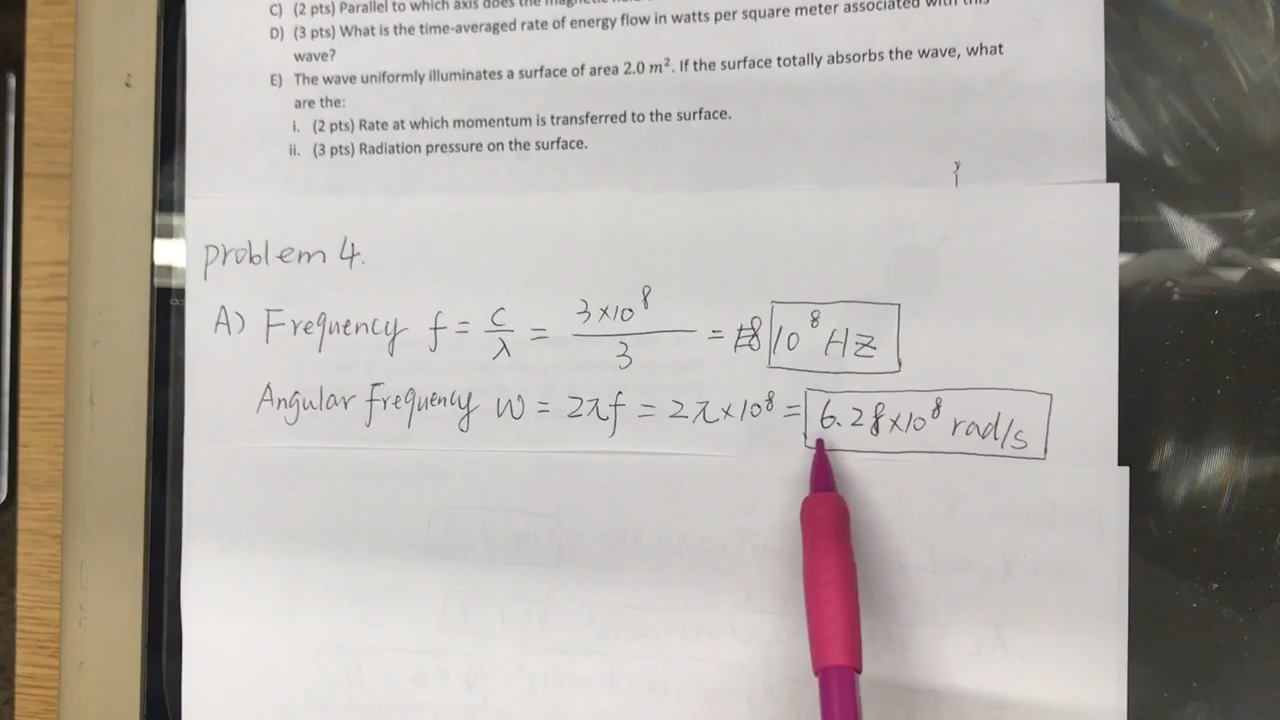 C) (2 pts) Parallel to which axis does the
D) (3 pts) What is the time-averaged rate of energy flow in watts per square meter associated with this
wave?
E) The wave uniformly illuminates a surface of area 2.0 m². If the surface totally absorbs the wave, what
are the:
i. (2 pts) Rate at which momentum is transferred to the surface.
ii. (3 pts) Radiation pressure on the surface.
y
problem 4.
A) Frequency f = c/λ = 3×10⁸/3 = 10⁸ Hz
Angular frequency ω = 2πf = 2π×10⁸ = 6.28×10⁸ rad/s